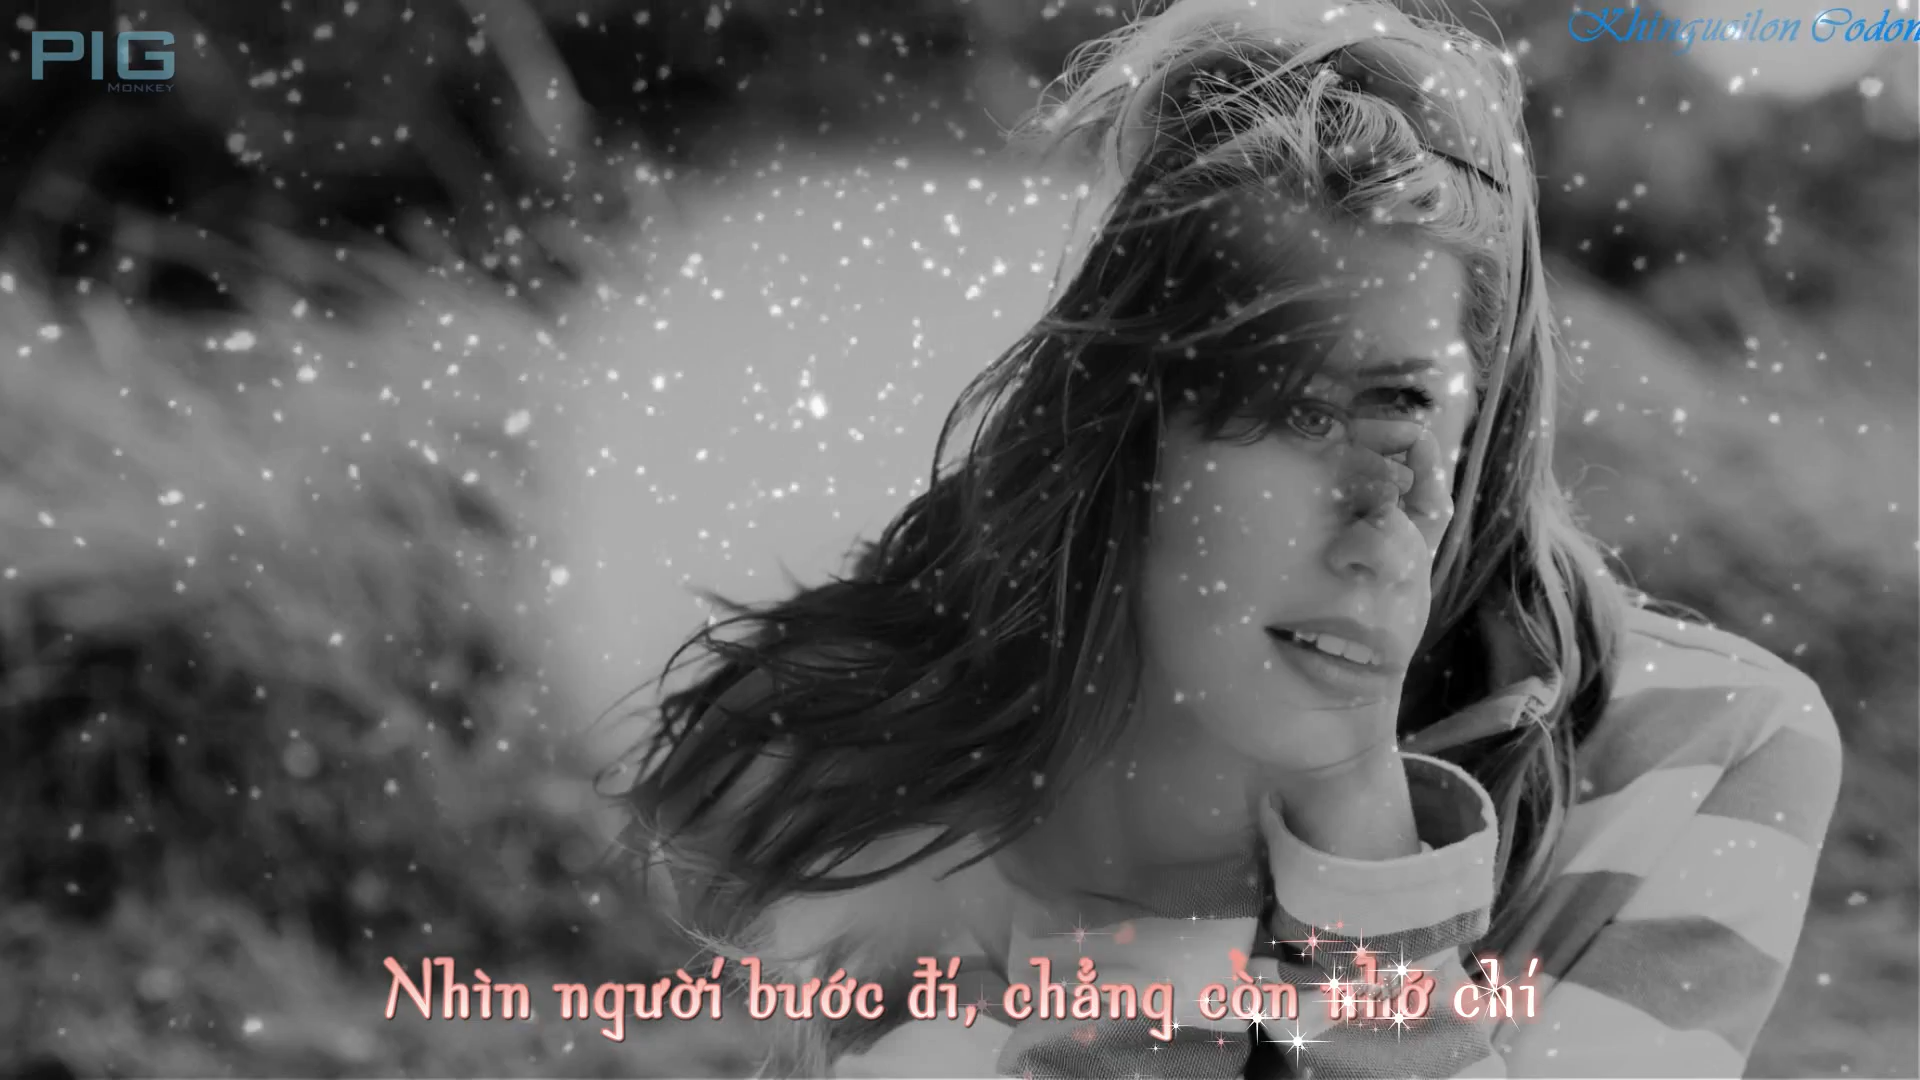 PIG
MONKEY
Khinguoilon Codon
Nhìn người bước đi, chẳng còn nhớ chi